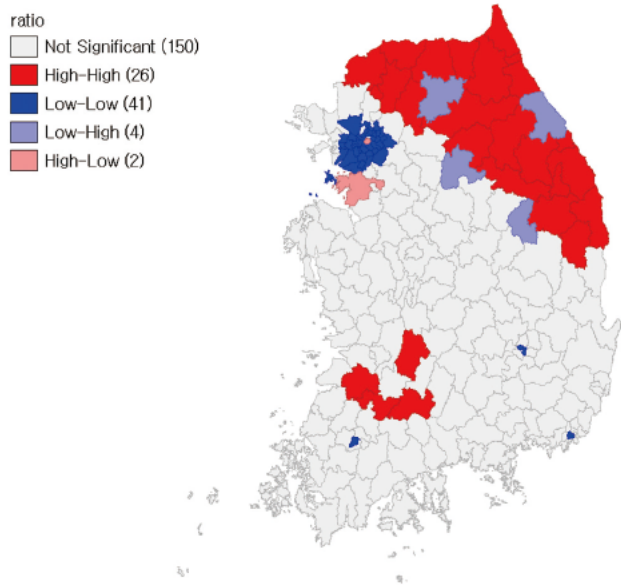 ratio
Not Significant (150)
High-High (26)
Low-Low (41)
Low-High (4)
High-Low (2)